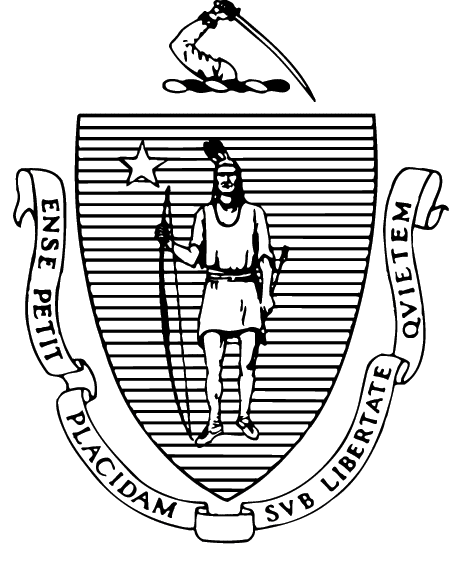 ENSE PETIT
PLACIDAM
SVB LIBERTATE
QVIETEM